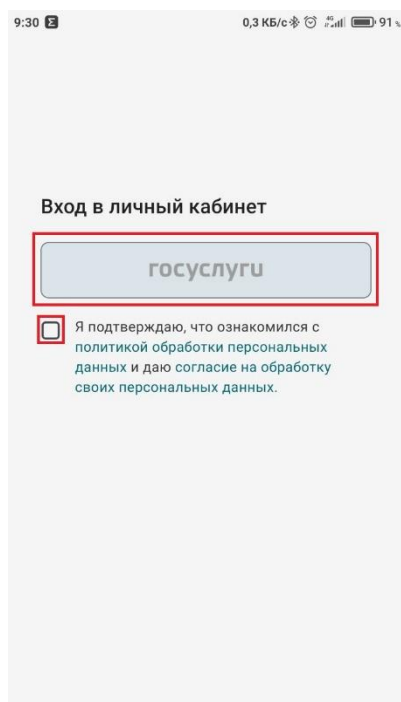 9:30 Σ 0,3 КБ/с 4G 91 %
Вход в личный кабинет
госуслуги
Я подтверждаю, что ознакомился с
политикой обработки персональных
данных и даю согласие на обработку
своих персональных данных.